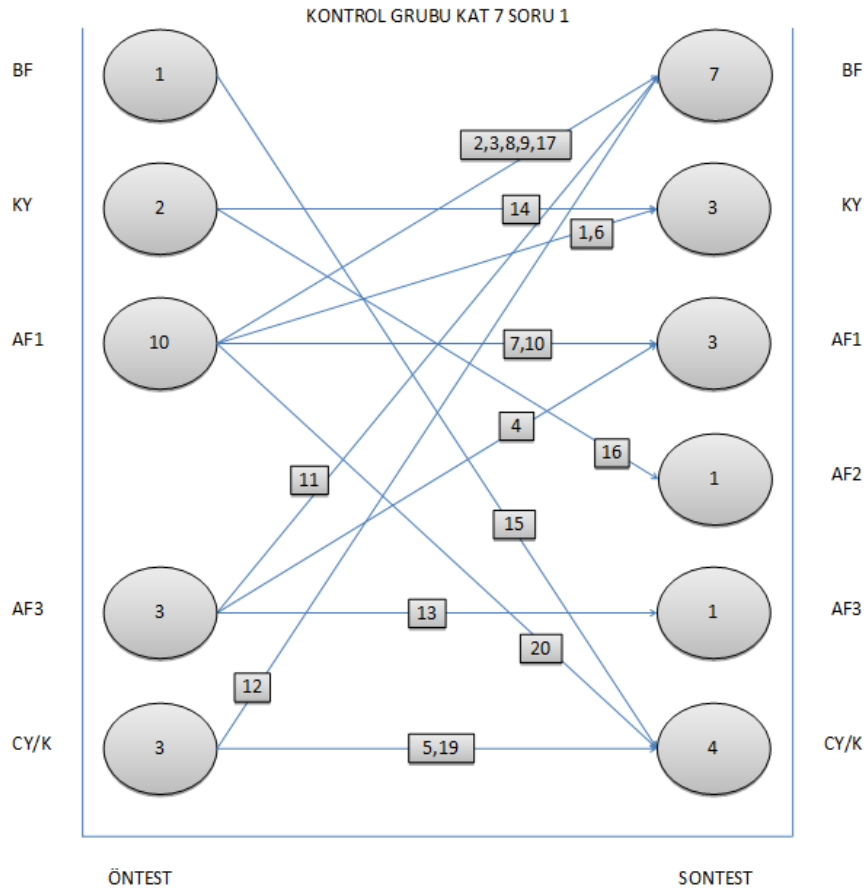 KONTROL GRUBU KAT 7 SORU 1
BF 1 7 BF
2,3,8,9,17
KY 2 14 3 KY
1,6
AF1 10 7,10 3 AF1
4
16
11 1 AF2
15
AF3 3 13 1 AF3
20
12
CY/K 3 5,19 4 CY/K
ÖNTEST SONTEST